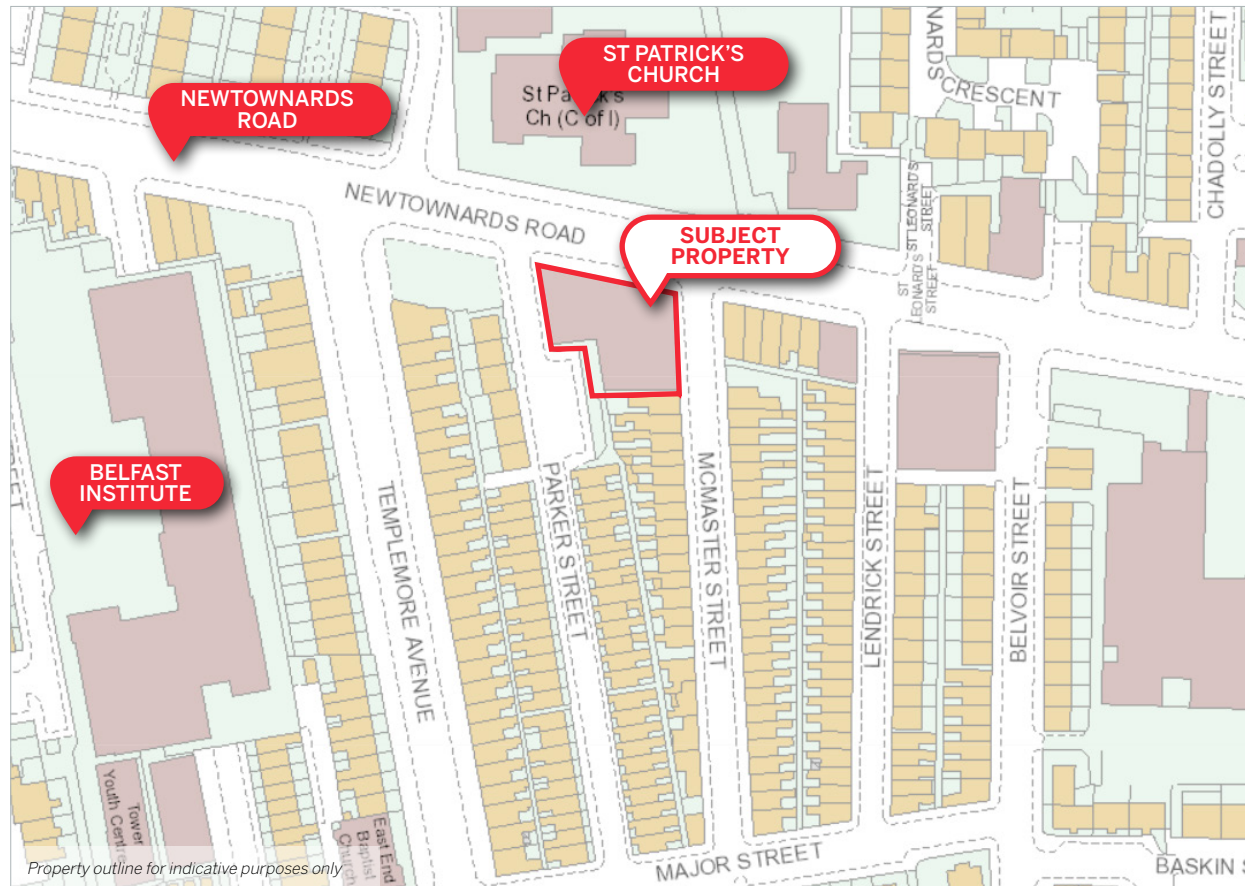 NEWTOWNARDS
ROAD
ST PATRICK'S
CHURCH
St Pa
k's
Ch (C of I)
NARDS
CRESCENT
CHADOLLY STREET
NEWTOWNARDS ROAD
SUBJECT
PROPERTY
ST LEONARD'S
STREET
ST LEONARD'S
STREET
BELFAST
INSTITUTE
TEMPLEMORE AVENUE
PARKER STREET
MCMASTER STREET
LENDRICK STREET
BELVOIR STREET
Tower
Youth Centre
East End
Baptist
Church
MAJOR STREET
BASKIN S
Property outline for indicative purposes only